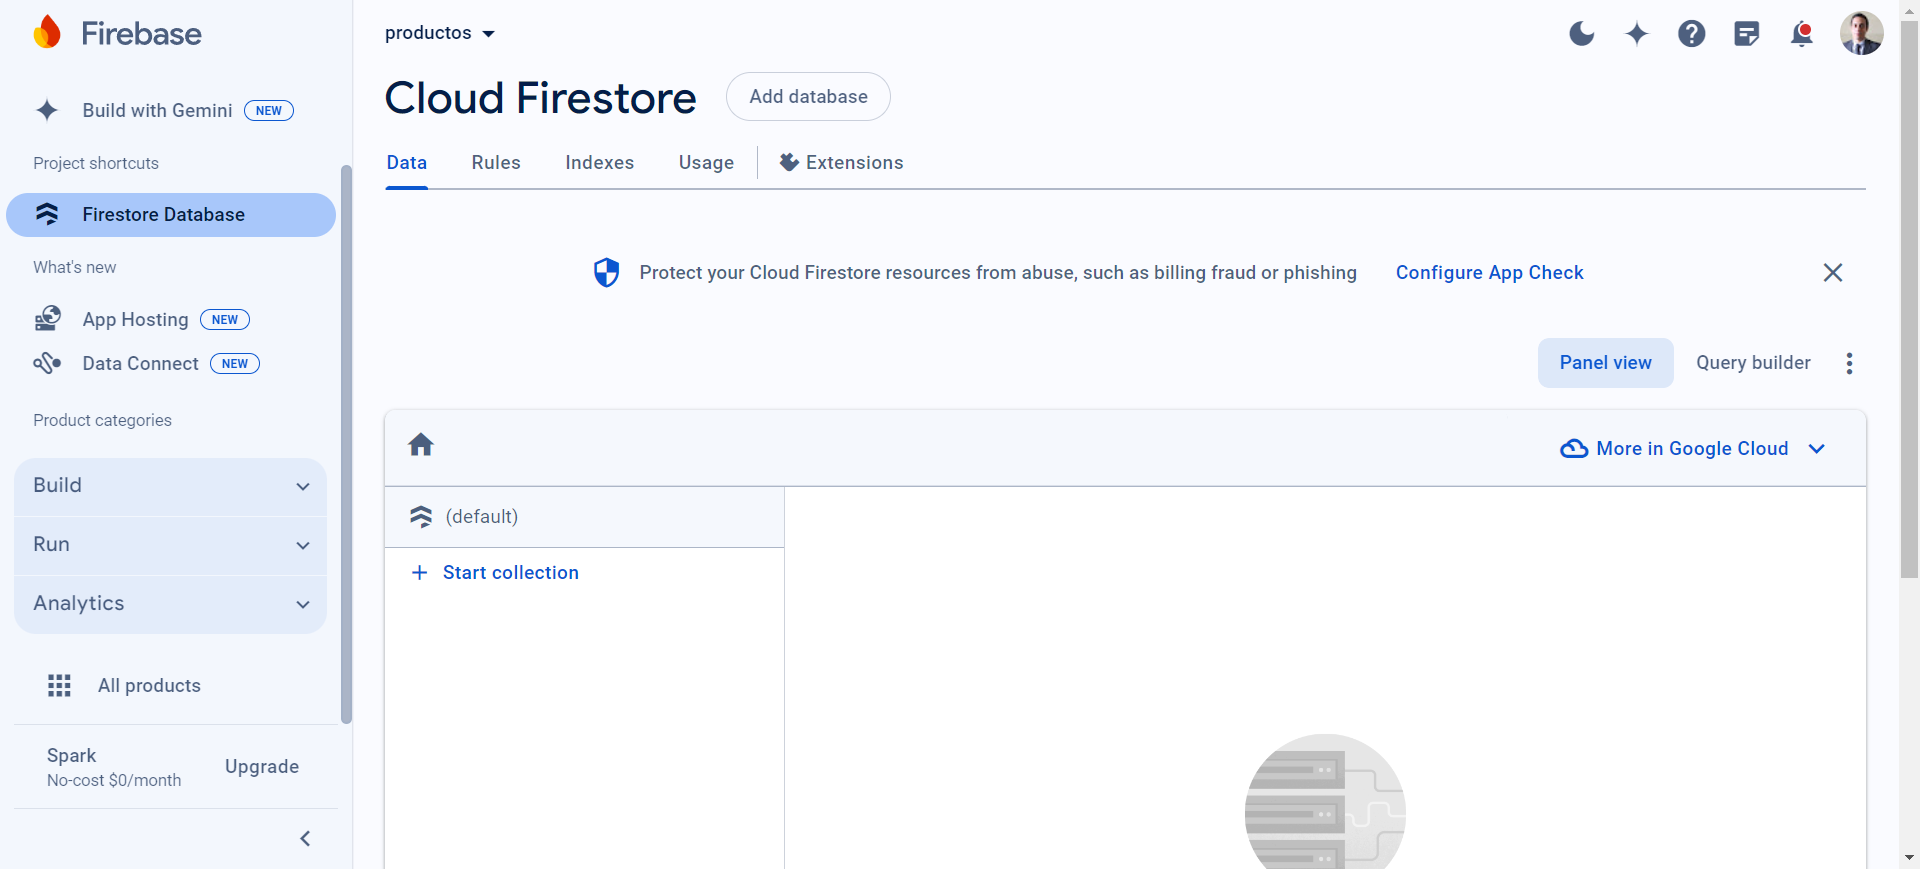 Firebase
productos
Build with Gemini NEW
Cloud Firestore
Add database
Project shortcuts
Data
Rules
Indexes
Usage
Extensions
Firestore Database
What's new
Protect your Cloud Firestore resources from abuse, such as billing fraud or phishing
Configure App Check
App Hosting NEW
Data Connect NEW
Panel view
Query builder
Product categories
More in Google Cloud
Build
(default)
Run
Start collection
Analytics
All products
Spark
No-cost $0/month
Upgrade